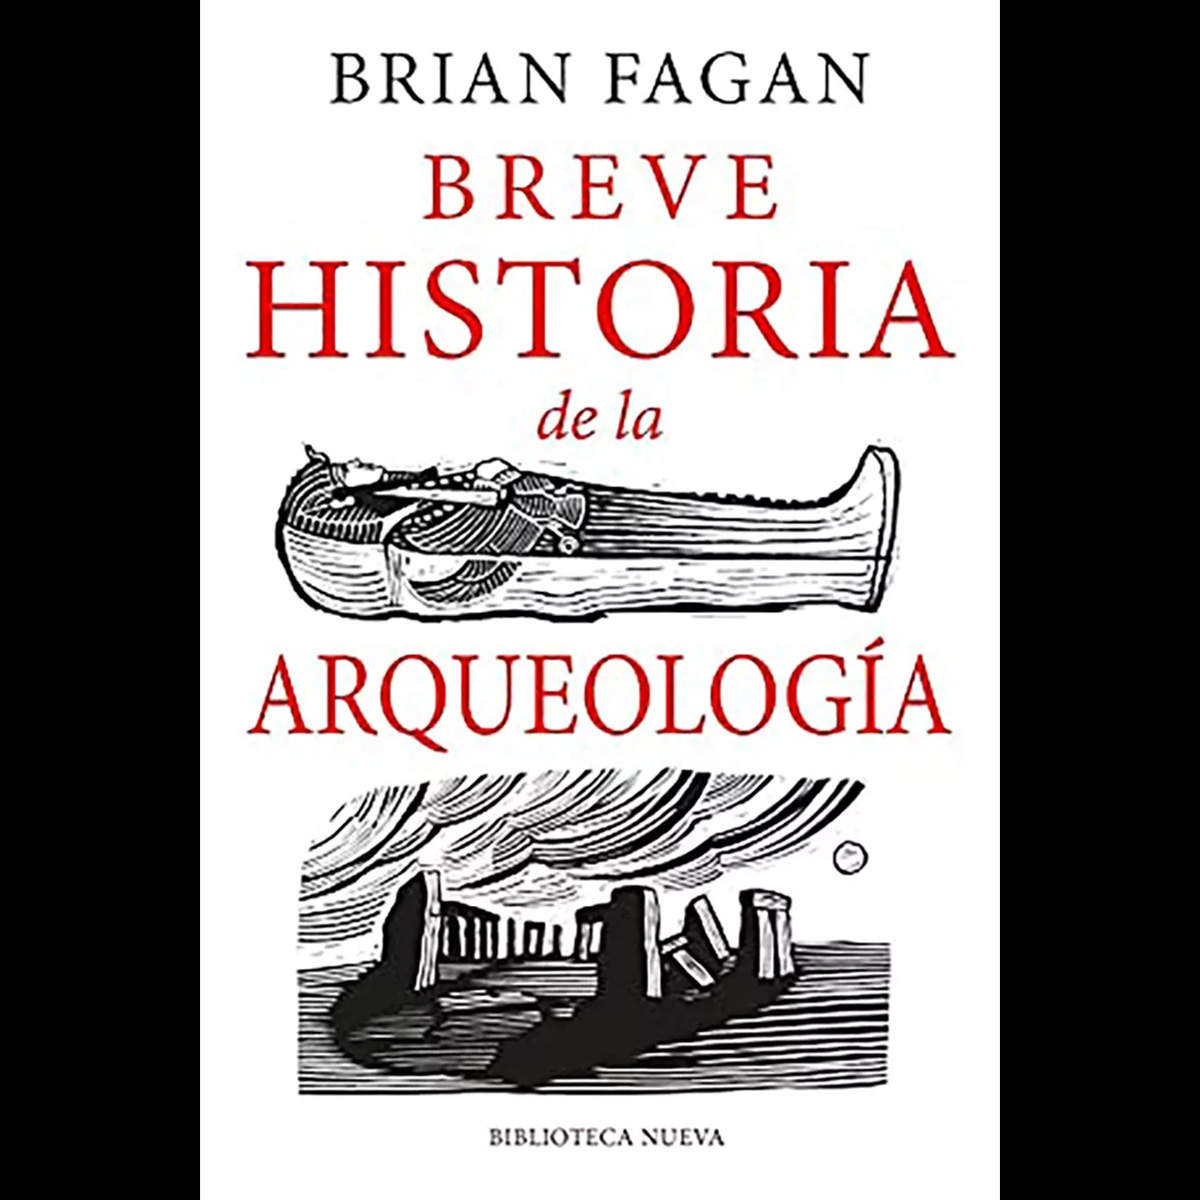 BRIAN FAGAN
BREVE
HISTORIA
de la
ARQUEOLOGÍA
BIBLIOTECA NUEVA